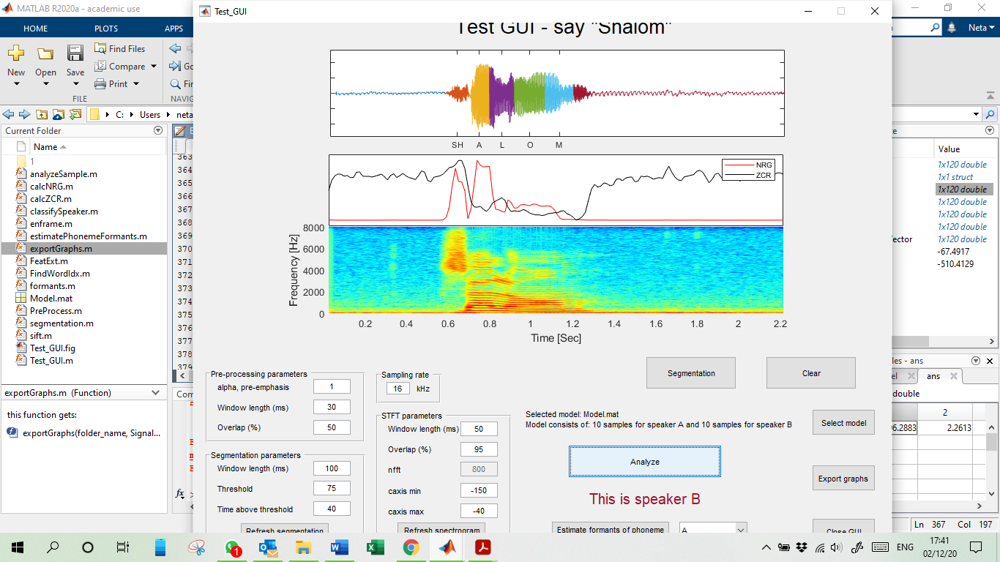 MATLAB R2020a - academic use
Test_GUI
HOME PLOTS APPS
Neta
New Open Save
Find Files
Compare
Print
FILE
C: Users neta
Current Folder
Name
1
analyzeSample.m
calcNRG.m
calcZCR.m
classifySpeaker.m
enframe.m
estimatePhonemeFormants.m
exportGraphs.m
FeatExt.m
FindWordIdx.m
formants.m
Model.mat
PreProcess.m
segmentation.m
sift.m
Test_GUI.fig
Test_GUI.m
exportGraphs.m (Function)
this function gets:
exportGraphs(folder_name, Signal...
363
364
365
366
367
368
369
370
371
372
373
374
375
376
377
378
379
Test GUI - say "Shalom"
SH A L O M
NRG
ZCR
Frequency [Hz]
8000
6000
4000
2000
0
0.2 0.4 0.6 0.8 1 1.2 1.4 1.6 1.8 2 2.2
Time [Sec]
Pre-processing parameters
alpha, pre-emphasis 1
Window length (ms) 30
Overlap (%) 50
Segmentation parameters
Window length (ms) 100
Threshold 75
Time above threshold 40
Refresh segmentation
Sampling rate
16 kHz
STFT parameters
Window length (ms) 50
Overlap (%) 95
nfft 800
caxis min -150
caxis max -40
Refresh spectrogram
Segmentation
Clear
Selected model: Model.mat
Model consists of: 10 samples for speaker A and 10 samples for speaker B
Select model
Analyze
Export graphs
This is speaker B
Estimate formants of phoneme A
Close GUI
Value
1x120 double
1x1 struct
1x120 double
1x120 double
1x120 double
1x120 double
1x120 double
-67.4917
-510.4129
les - ans
ans
double
2
06.2883 2.2613
Ln 367 Col 197
1
ENG
17:41
02/12/20